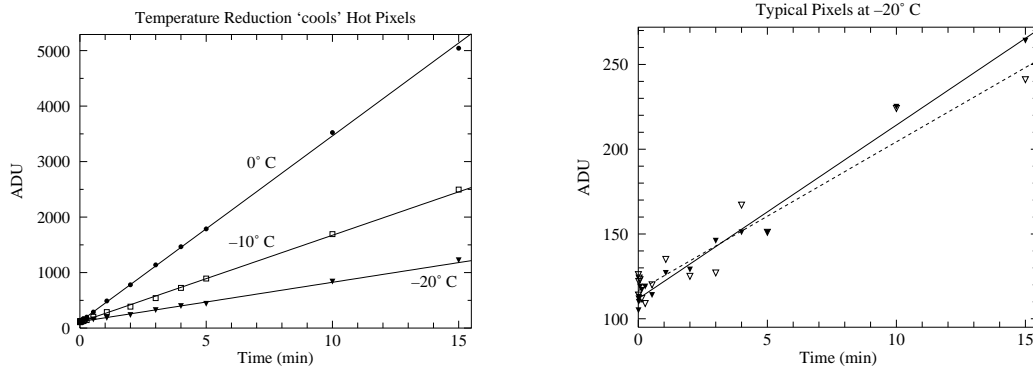 Temperature Reduction ‘cools’ Hot Pixels
5000
4000
3000
2000
1000
0
ADU
0° C
–10° C
–20° C
0 5 10 15
Time (min)
Typical Pixels at –20° C
250
200
150
100
ADU
0 5 10 15
Time (min)